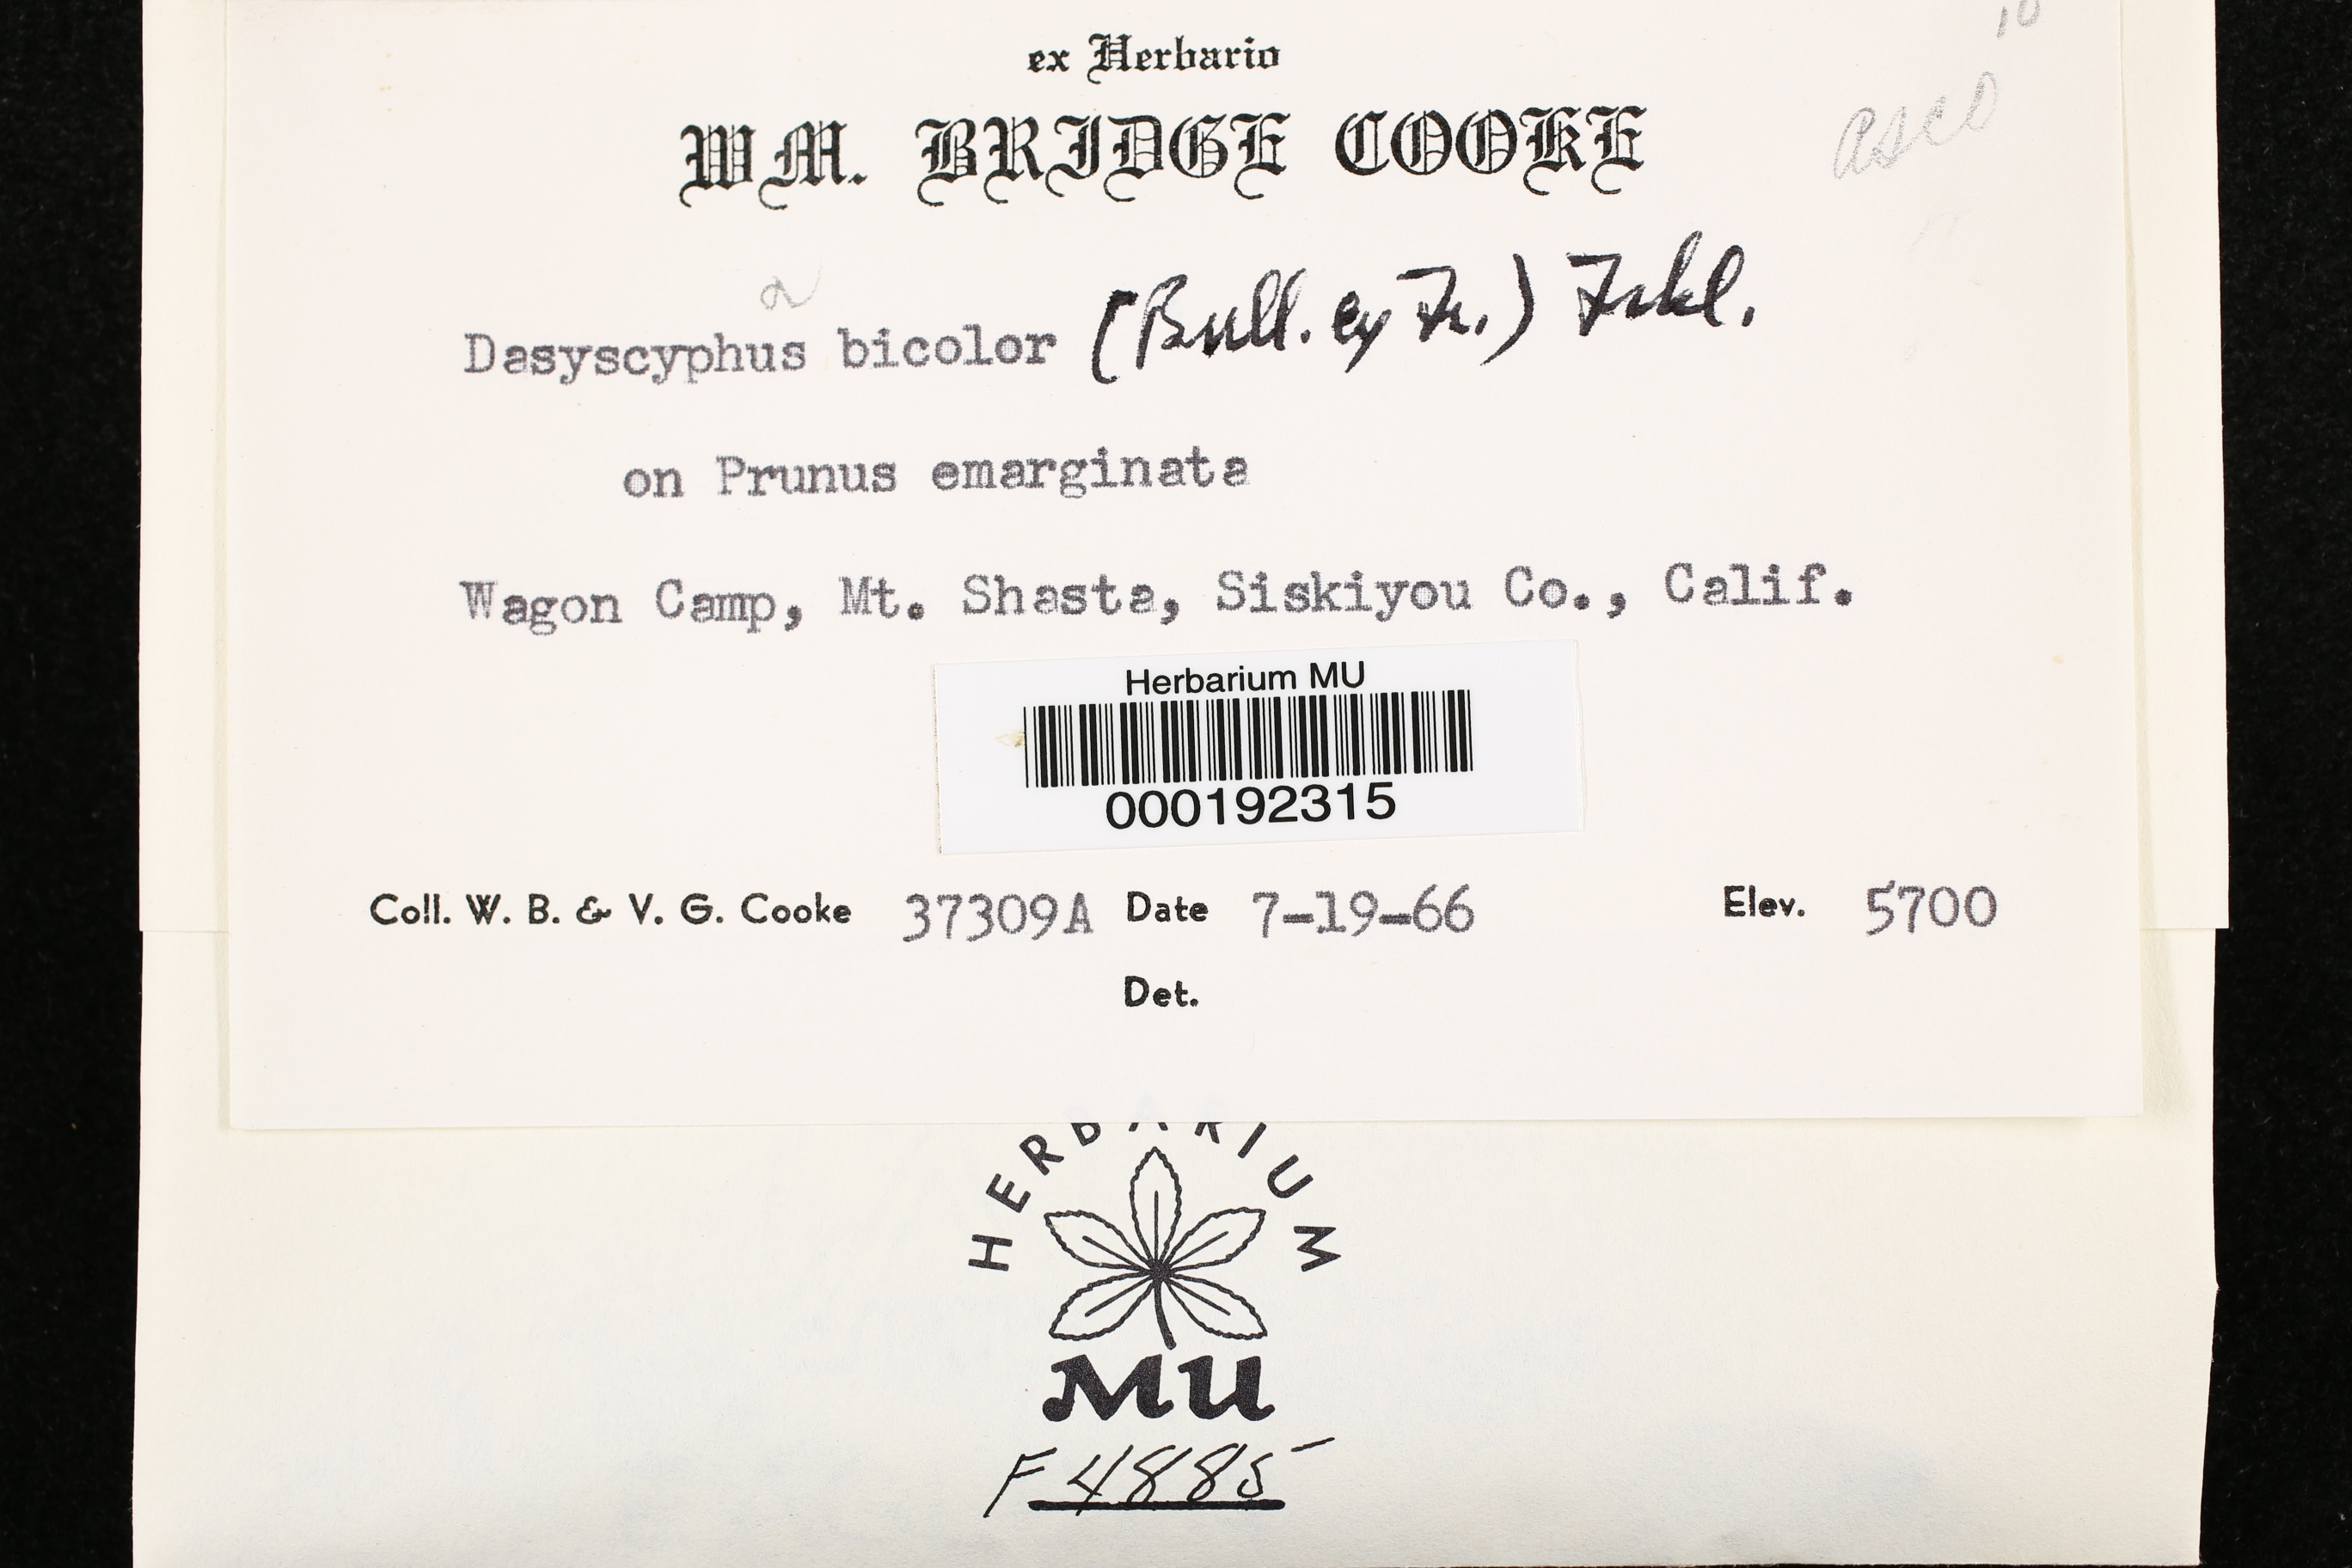 10
ex Herbario
WM. BRIDGE COOKE
asco
a
Dasyscyphus bicolor (Bull. ex Fr.) Fckl.
on Prunus emarginata
Wagon Camp, Mt. Shasta, Siskiyou Co., Calif.
Herbarium MU
000192315
Coll. W. B. & V. G. Cooke 37309A Date 7-19-66 Elev. 5700
Det.
HERBARIUM
MU
F4885